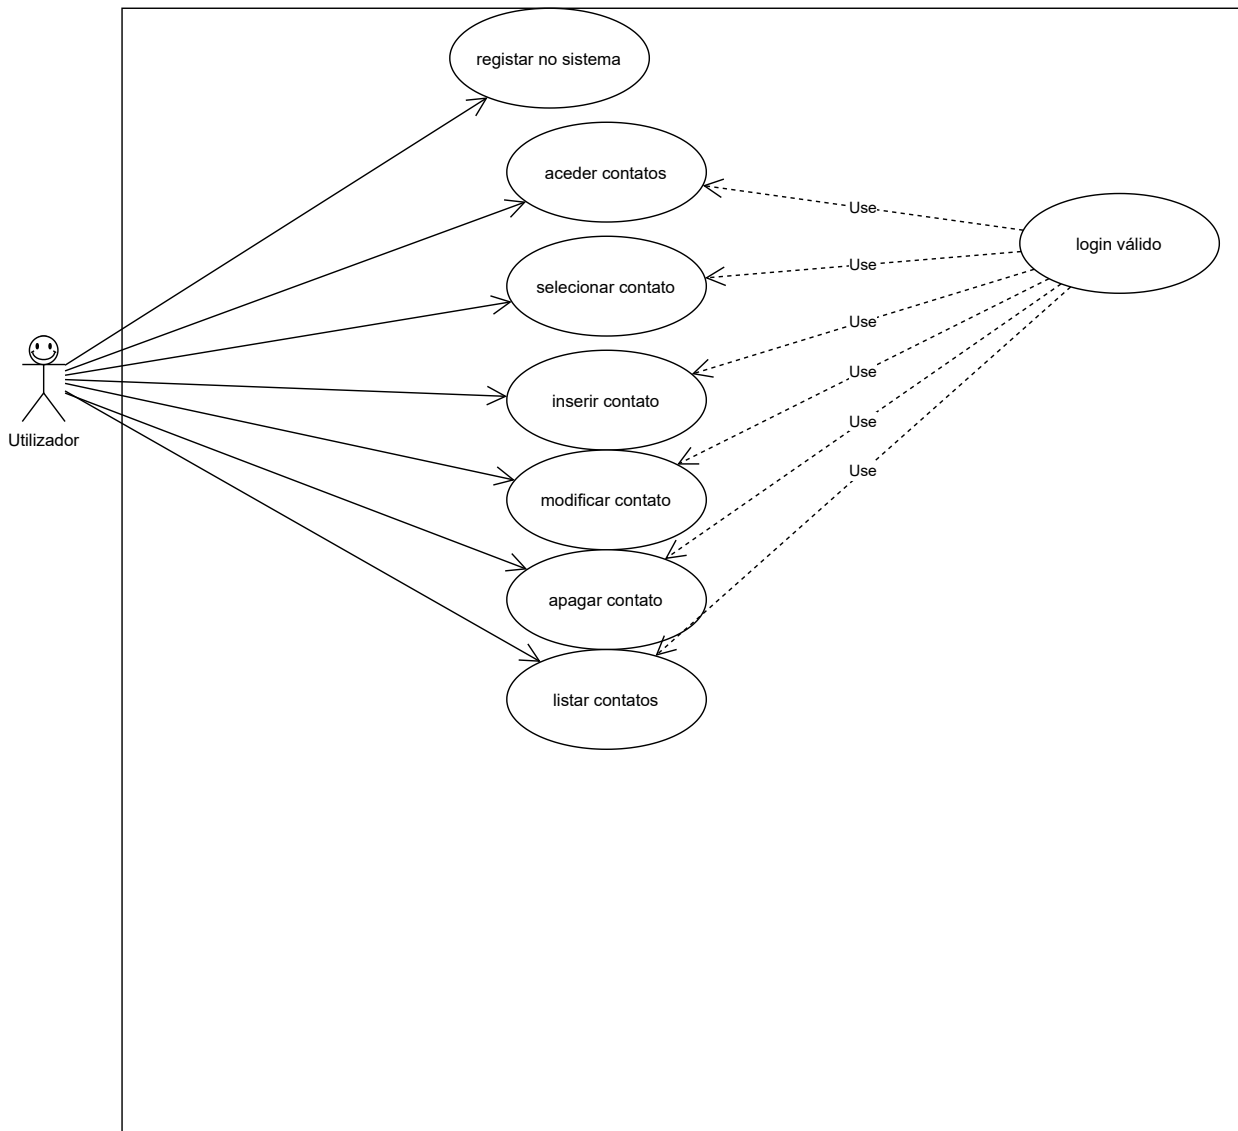 registar no sistema
aceder contatos
Use
login válido
selecionar contato
Use
Use
inserir contato
Use
Utilizador
Use
modificar contato
Use
apagar contato
listar contatos